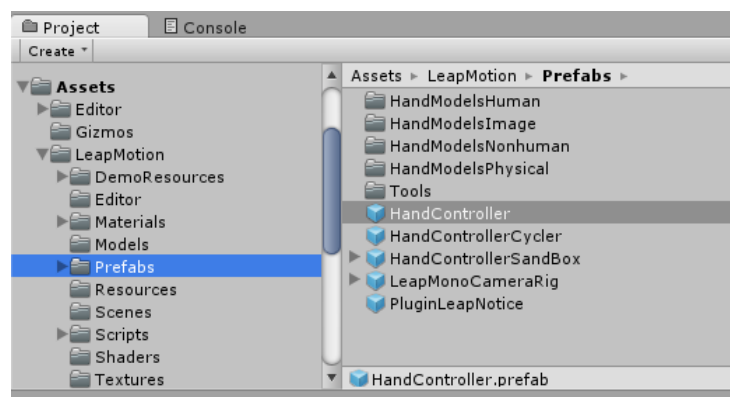 Project
Console
Create
Assets
Editor
Gizmos
LeapMotion
DemoResources
Editor
Materials
Models
Prefabs
Resources
Scenes
Scripts
Shaders
Textures
Assets LeapMotion Prefabs
HandModelsHuman
HandModelsImage
HandModelsNonhuman
HandModelsPhysical
Tools
HandController
HandControllerCycler
HandControllerSandBox
LeapMonoCameraRig
PluginLeapNotice
HandController.prefab